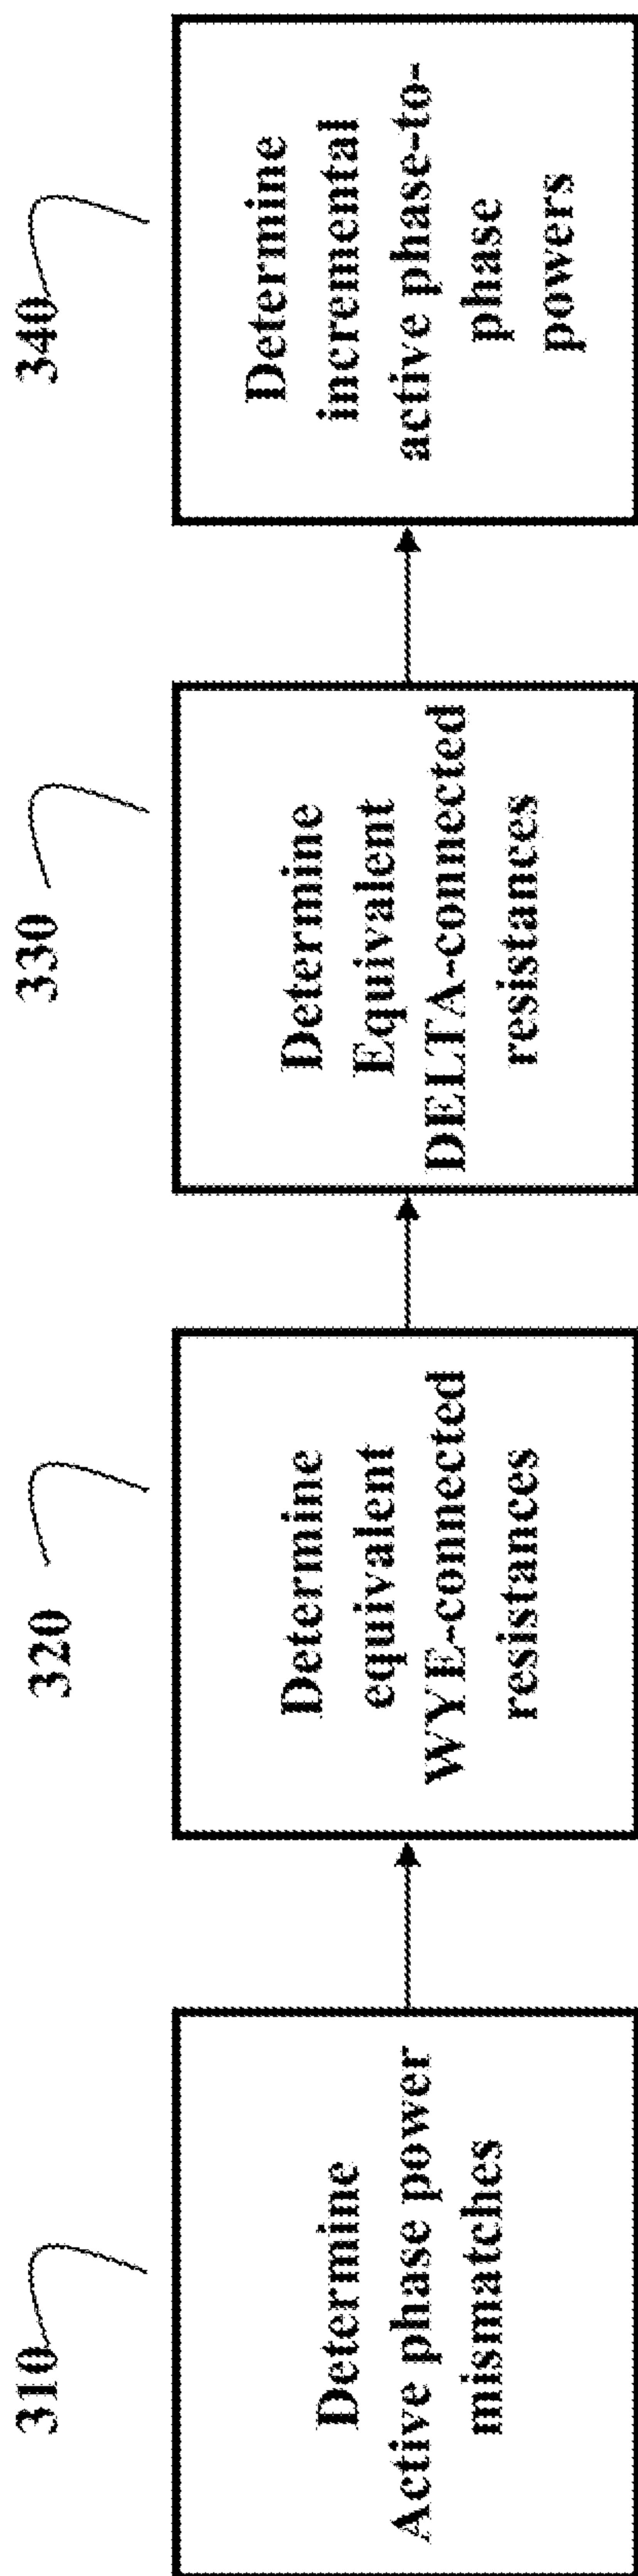 310
Determine
Active phase power
mismatches
320
Determine
equivalent
WYE-connected
resistances
330
Determine
Equivalent
DELTA-connected
resistances
340
Determine
incremental
active phase-to-
phase
powers